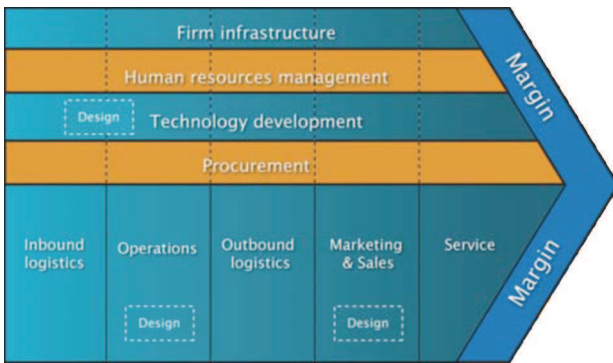 Firm infrastructure
Human resources management
Design
Technology development
Procurement
Margin
Inbound
logistics
Operations
Outbound
logistics
Marketing
& Sales
Service
Margin
Design
Design